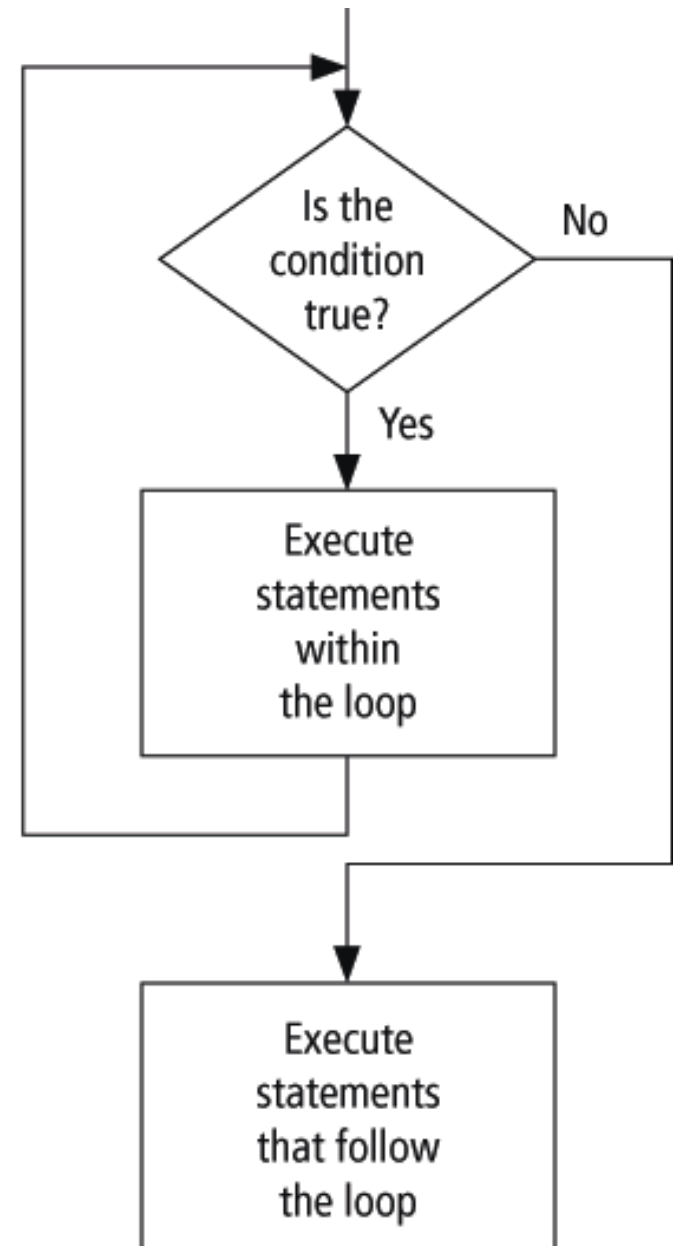 Is the
condition
true?
No
Yes
Execute
statements
within
the loop
Execute
statements
that follow
the loop